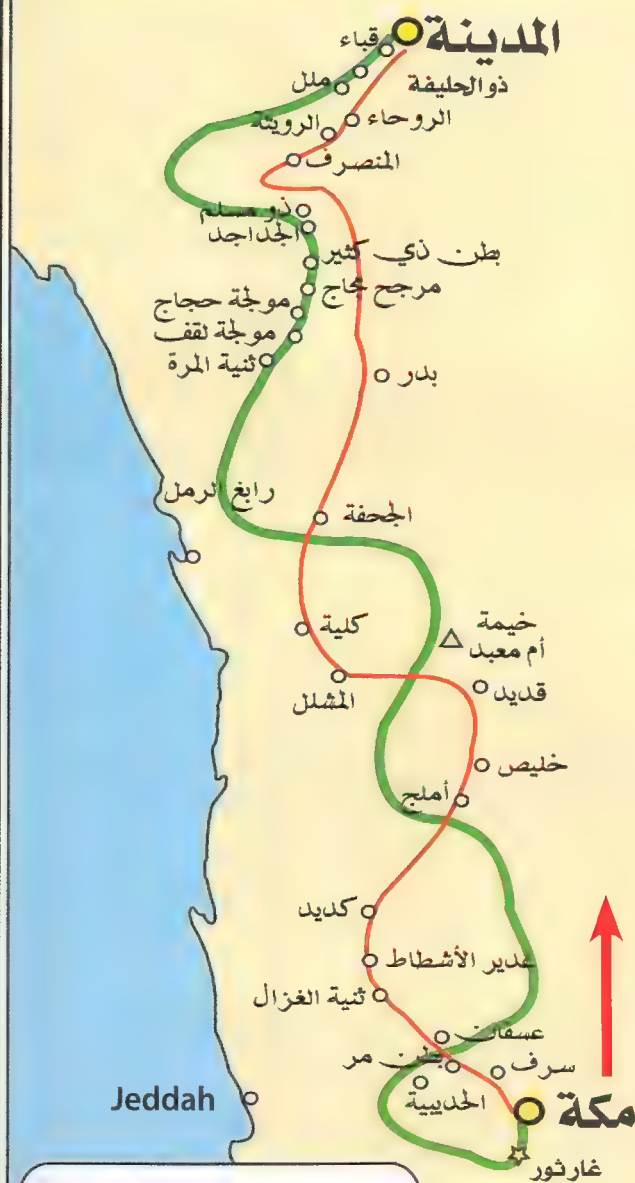 المدينة
قباء
ذو الحليفة
ملل
الروحاء
الرويثة
المنصرف
ذو مسلم
الجداجد
بطن ذي كثير
مرجح مجاج
موجلة حجاج
موجلة لقف
ثنية المرة
بدر
رابغ الرمل
الجحفة
كلية
خيمة
أم معبد
المشلل
قديد
خليص
أملج
كديد
غدير الأشطاط
ثنية الغزال
عسفان
بطن مر
سرف
الحديبية
Jeddah
مكة
غار ثور